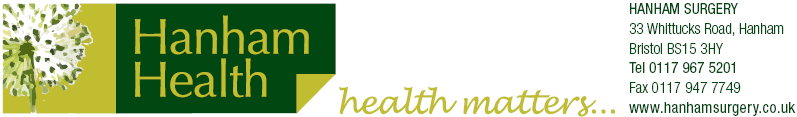 Hanham
Health
health matters...
HANHAM SURGERY
33 Whittucks Road, Hanham
Bristol BS15 3HY
Tel 0117 967 5201
Fax 0117 947 7749
www.hanhamsurgery.co.uk